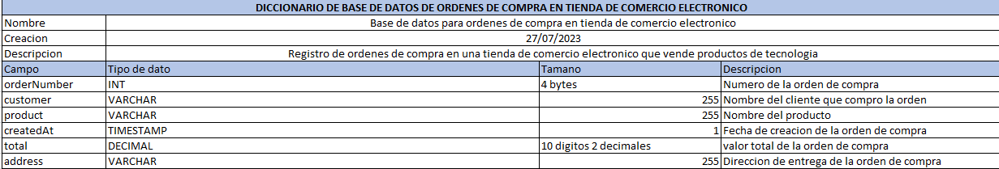 DICCIONARIO DE BASE DE DATOS DE ORDENES DE COMPRA EN TIENDA DE COMERCIO ELECTRONICO
Nombre Base de datos para ordenes de compra en tienda de comercio electronico
Creacion 27/07/2023
Descripcion Registro de ordenes de compra en una tienda de comercio electronico que vende productos de tecnologia
Campo Tipo de dato Tamano Descripcion
orderNumber INT 4 bytes Numero de la orden de compra
customer VARCHAR 255 Nombre del cliente que compro la orden
product VARCHAR 255 Nombre del producto
createdAt TIMESTAMP 1 Fecha de creacion de la orden de compra
total DECIMAL 10 digitos 2 decimales valor total de la orden de compra
address VARCHAR 255 Direccion de entrega de la orden de compra